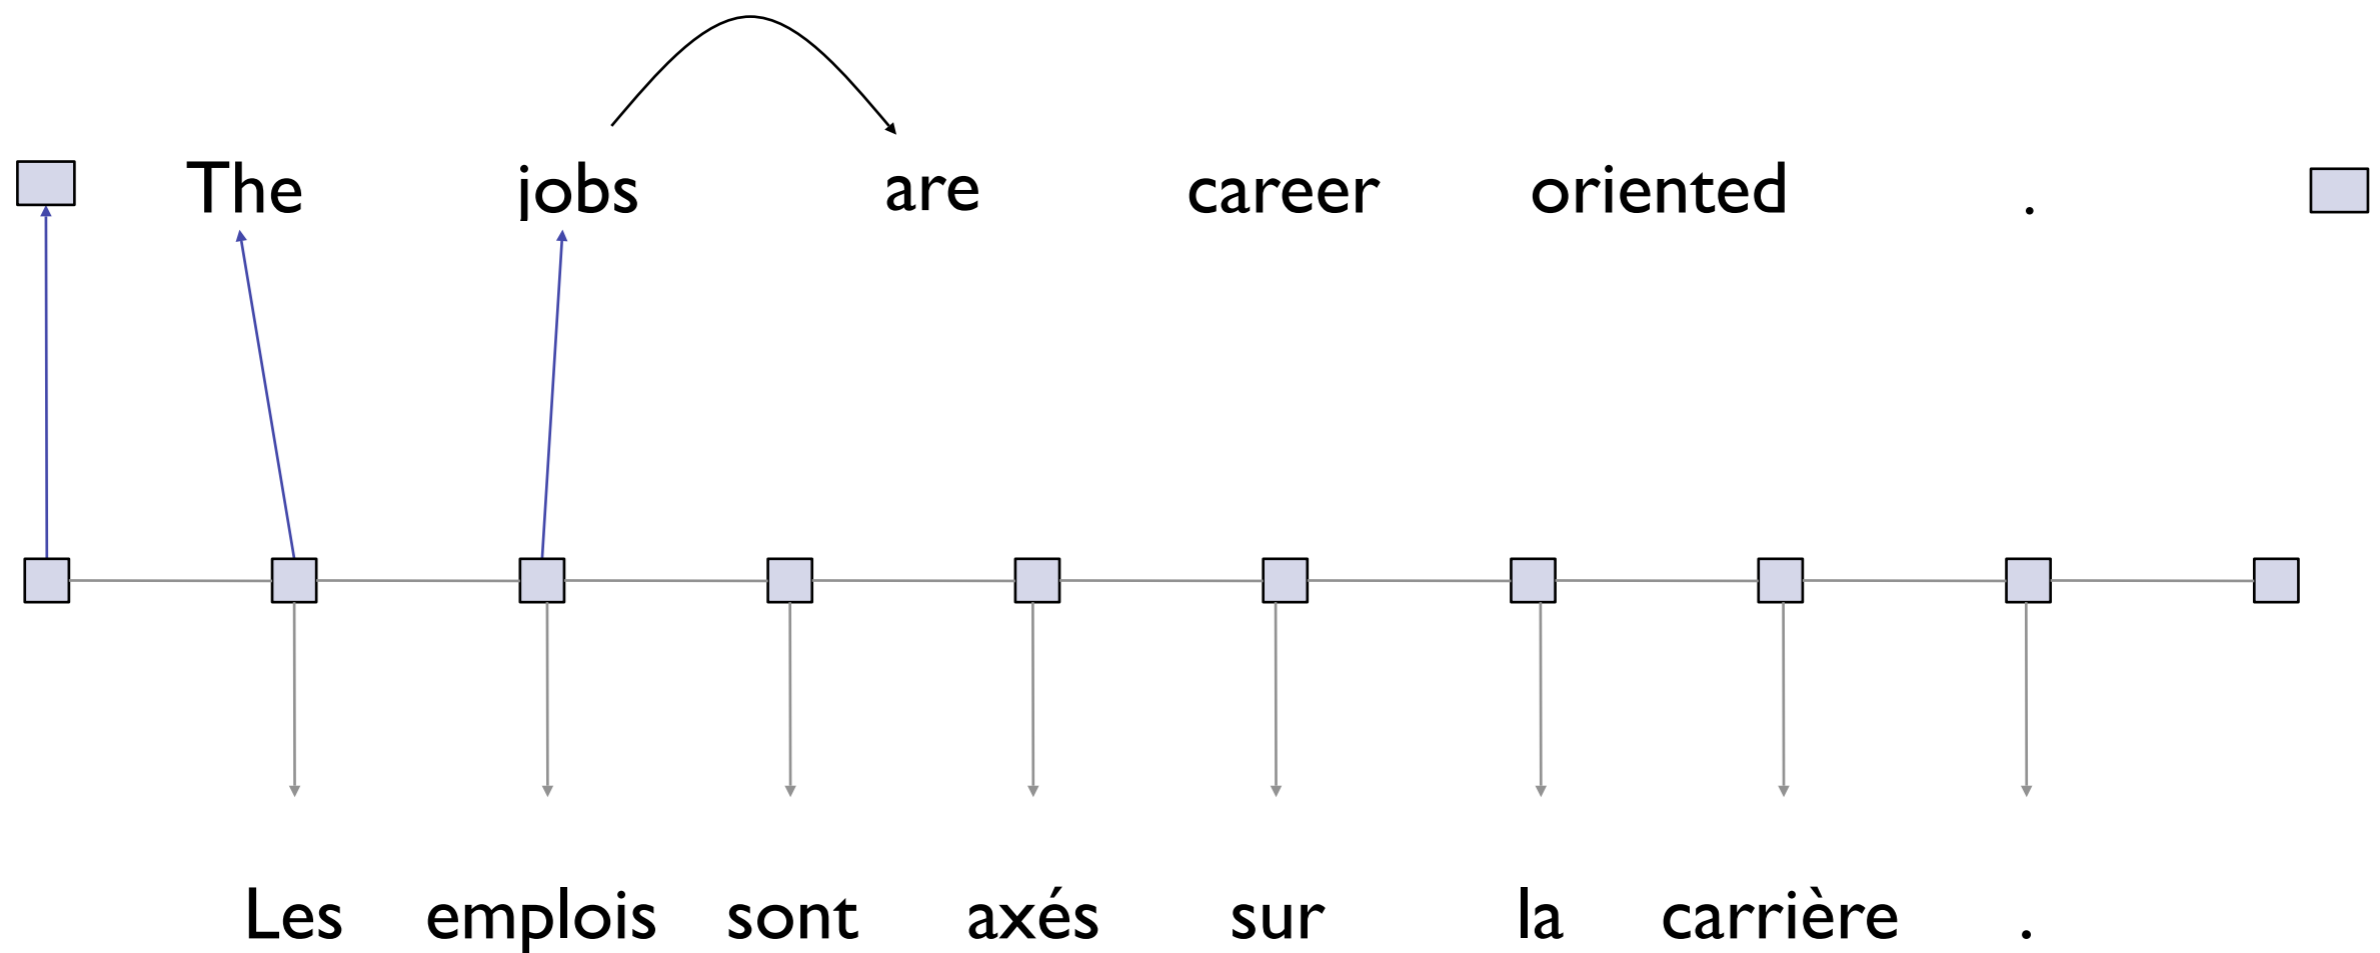 The jobs are career oriented .
Les emplois sont axés sur la carrière .